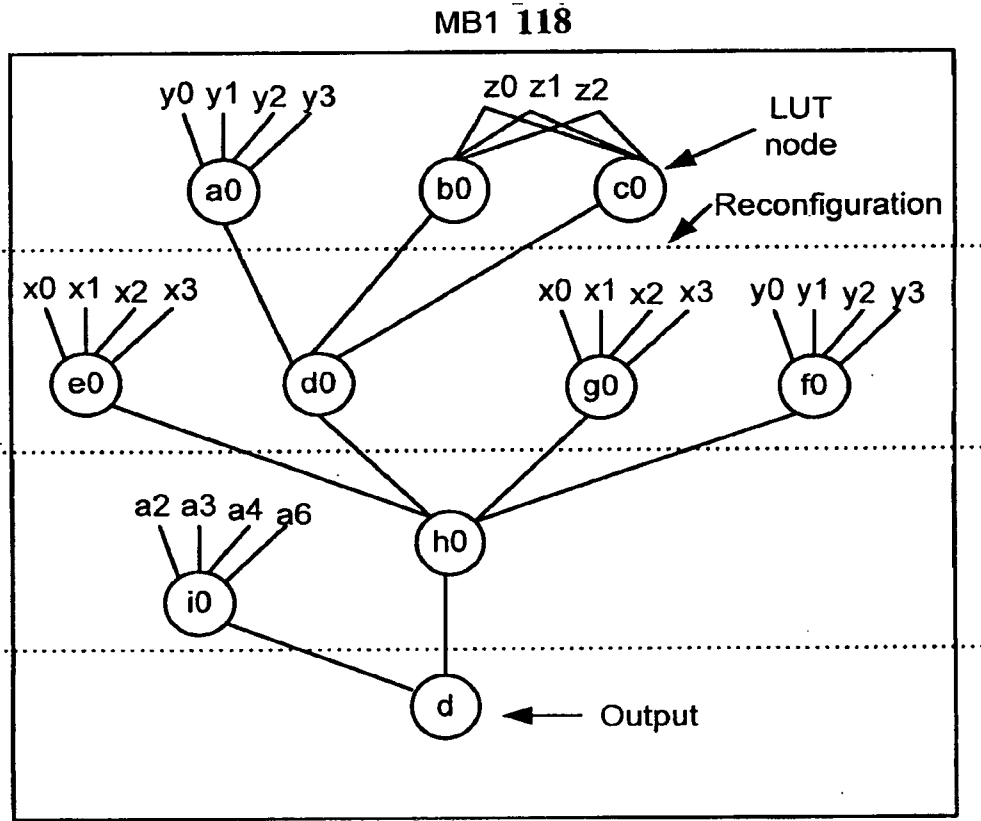 MB1 118
y0 y1 y2 y3
z0 z1 z2
LUT
node
a0
b0
c0
Reconfiguration
x0 x1 x2 x3
x0 x1 x2 x3
y0 y1 y2 y3
e0
d0
g0
f0
a2 a3 a4 a6
h0
i0
d
Output